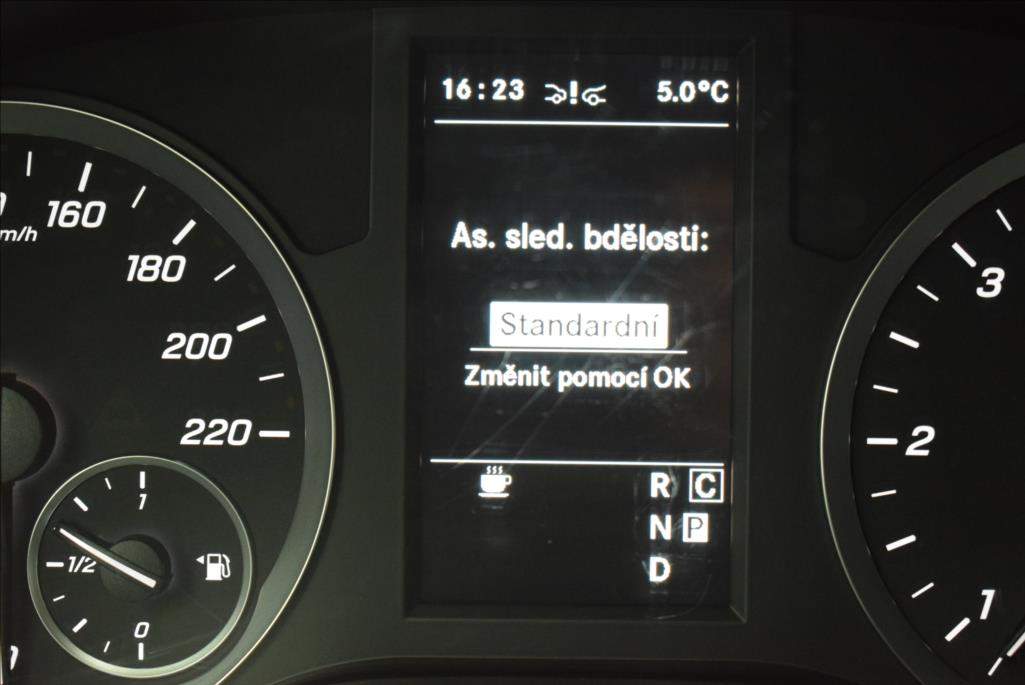 16:23 5.0°C
As. sled. bdělosti:
Standardní
Změnit pomocí OK
R C
N P
D
160
km/h
180
200
220
1
1/2
0
3
2
1